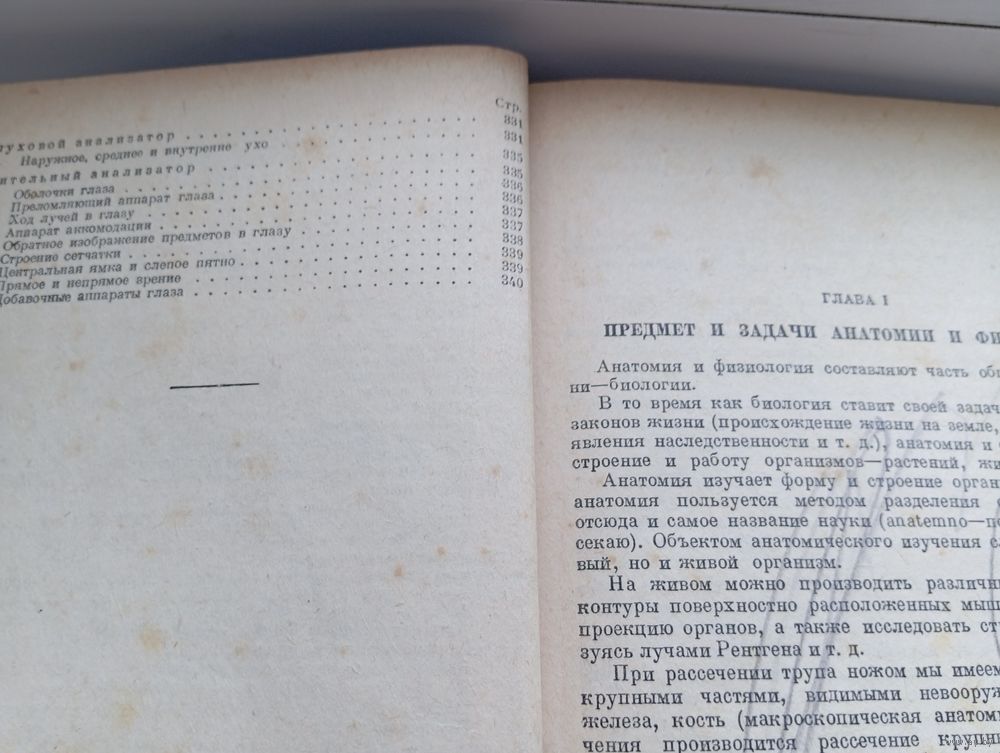 Стр.
уховой анализатор 331
Наружное, среднее и внутренне ухо 331
ительный анализатор 335
Оболочки глаза 335
Преломляющий аппарат глаза 336
Ход лучей в глазу 336
Аппарат аккомодации 337
Обратное изображение предметов в глазу 337
Строение сетчатки 338
Центральная ямка и слепое пятно 339
Прямое и непрямое зрение 339
Добавочные аппараты глаза 340
ГЛАВА I
ПРЕДМЕТ И ЗАДАЧИ АНАТОМИИ И ФИ
Анатомия и физиология составляют часть об
ни—биологии.
В то время как биология ставит своей задач
законов жизни (происхождение жизни на земле,
явления наследственности и т. д.), анатомия и
строение и работу организмов—растений, жи
Анатомия изучает форму и строение орган
анатомия пользуется методом разделения
отсюда и самое название науки (anatemno—
секаю). Объектом анатомического изучения
вый, но и живой организм.
На живом можно производить различн
контуры поверхностно расположенных мыш
проекцию органов, а также исследовать ст
зуясь лучами Рентгена и т. д.
При рассечении трупа ножом мы имеем
крупными частями, видимыми невооруж
железа, кость (макроскопическая анатоми
чения производится рассечение крупн